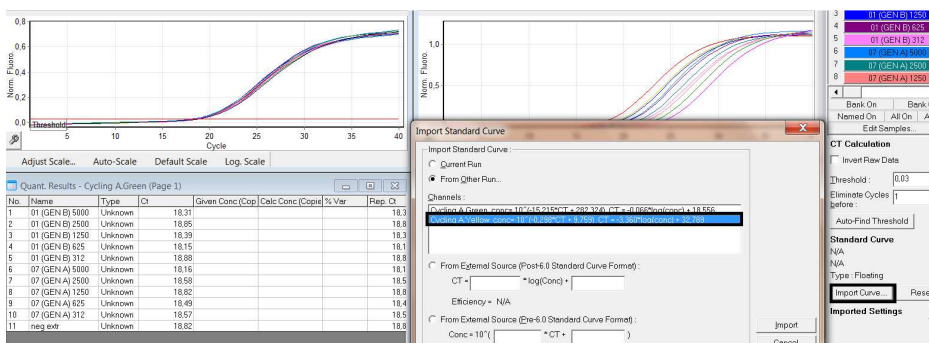 0,8
0,6
0,4
0,2
0,0
Norm. Fluoro.
Threshold
5 10 15 20 25 30 35 40
Cycle
Adjust Scale... Auto-Scale Default Scale Log. Scale
1,0
0,5
Norm. Fluoro.
Quant. Results - Cycling A.Green (Page 1)
No. Name Type Ct Given Conc (Cop Calc Conc (Copie % Var Rep. Ct
1 01 (GEN B) 5000 Unknown 18,31 18,3
2 01 (GEN B) 2500 Unknown 18,85 18,8
3 01 (GEN B) 1250 Unknown 18,39 18,3
4 01 (GEN B) 625 Unknown 18,15 18,1
5 01 (GEN B) 312 Unknown 18,88 18,8
6 07 (GEN A) 5000 Unknown 18,16 18,1
7 07 (GEN A) 2500 Unknown 18,58 18,5
8 07 (GEN A) 1250 Unknown 18,82 18,8
9 07 (GEN A) 625 Unknown 18,49 18,4
10 07 (GEN A) 312 Unknown 18,57 18,5
11 neg extr Unknown 18,82 18,8
Import Standard Curve
Import Standard Curve :
Current Run
From Other Run...
Channels :
Cycling A.Green, conc= 10^(-15,215*CT + 282,324), CT = -0,066*log(conc) + 18,556
Cycling A.Yellow, conc= 10^(-0,298*CT + 9,759), CT = -3,360*log(conc) + 32,789
From External Source (Post-6.0 Standard Curve Format) :
CT = * log(Conc) +
Efficiency = N/A
From External Source (Pre-6.0 Standard Curve Format) :
Conc = 10^( * CT + )
Import
Cancel
3 01 (GEN B) 1250
4 01 (GEN B) 625
5 01 (GEN B) 312
6 07 (GEN A) 5000
7 07 (GEN A) 2500
8 07 (GEN A) 1250
Bank On Bank
Named On All On A
Edit Samples...
CT Calculation
Invert Raw Data
Threshold : 0,03
Eliminate Cycles before : 1
Auto-Find Threshold
Standard Curve
N/A
N/A
Type : Floating
Import Curve... Rese
Imported Settings